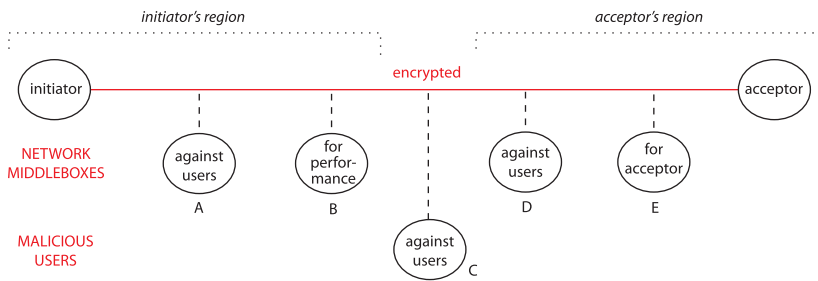 initiator's region
acceptor's region
encrypted
initiator
acceptor
NETWORK
MIDDLEBOXES
against
users
for
perfor-
mance
against
users
for
acceptor
A
B
D
E
MALICIOUS
USERS
against
users
C